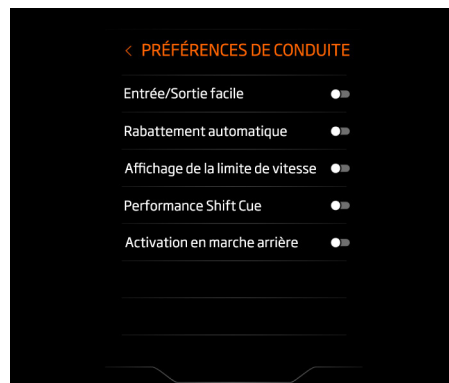 < PRÉFÉRENCES DE CONDUITE
Entrée/Sortie facile
Rabattement automatique
Affichage de la limite de vitesse
Performance Shift Cue
Activation en marche arrière